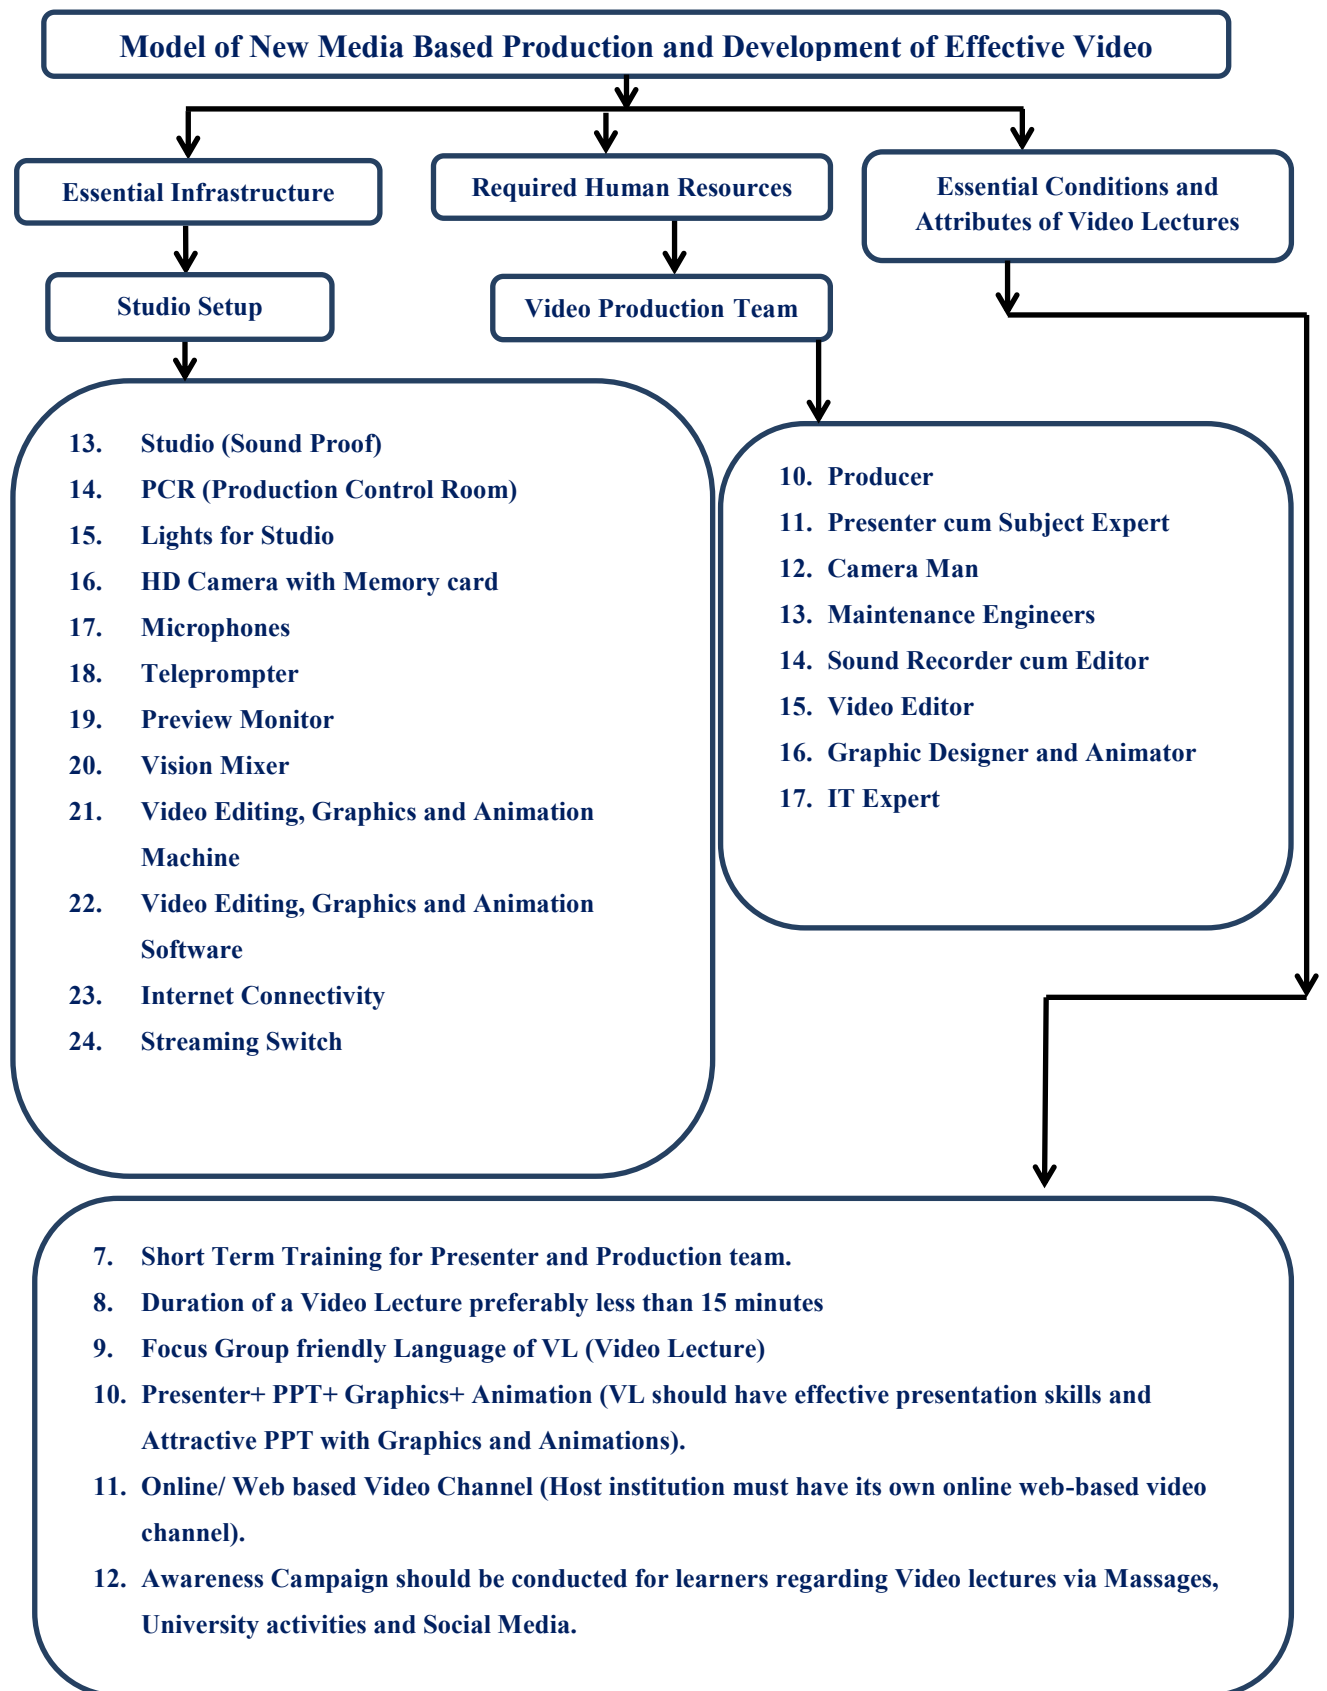 Model of New Media Based Production and Development of Effective Video
Essential Infrastructure
Required Human Resources
Essential Conditions and
Attributes of Video Lectures
Studio Setup
Video Production Team
13. Studio (Sound Proof)
14. PCR (Production Control Room)
15. Lights for Studio
16. HD Camera with Memory card
17. Microphones
18. Teleprompter
19. Preview Monitor
20. Vision Mixer
21. Video Editing, Graphics and Animation
Machine
22. Video Editing, Graphics and Animation
Software
23. Internet Connectivity
24. Streaming Switch
10. Producer
11. Presenter cum Subject Expert
12. Camera Man
13. Maintenance Engineers
14. Sound Recorder cum Editor
15. Video Editor
16. Graphic Designer and Animator
17. IT Expert
7. Short Term Training for Presenter and Production team.
8. Duration of a Video Lecture preferably less than 15 minutes
9. Focus Group friendly Language of VL (Video Lecture)
10. Presenter+ PPT+ Graphics+ Animation (VL should have effective presentation skills and
Attractive PPT with Graphics and Animations).
11. Online/ Web based Video Channel (Host institution must have its own online web-based video
channel).
12. Awareness Campaign should be conducted for learners regarding Video lectures via Massages,
University activities and Social Media.